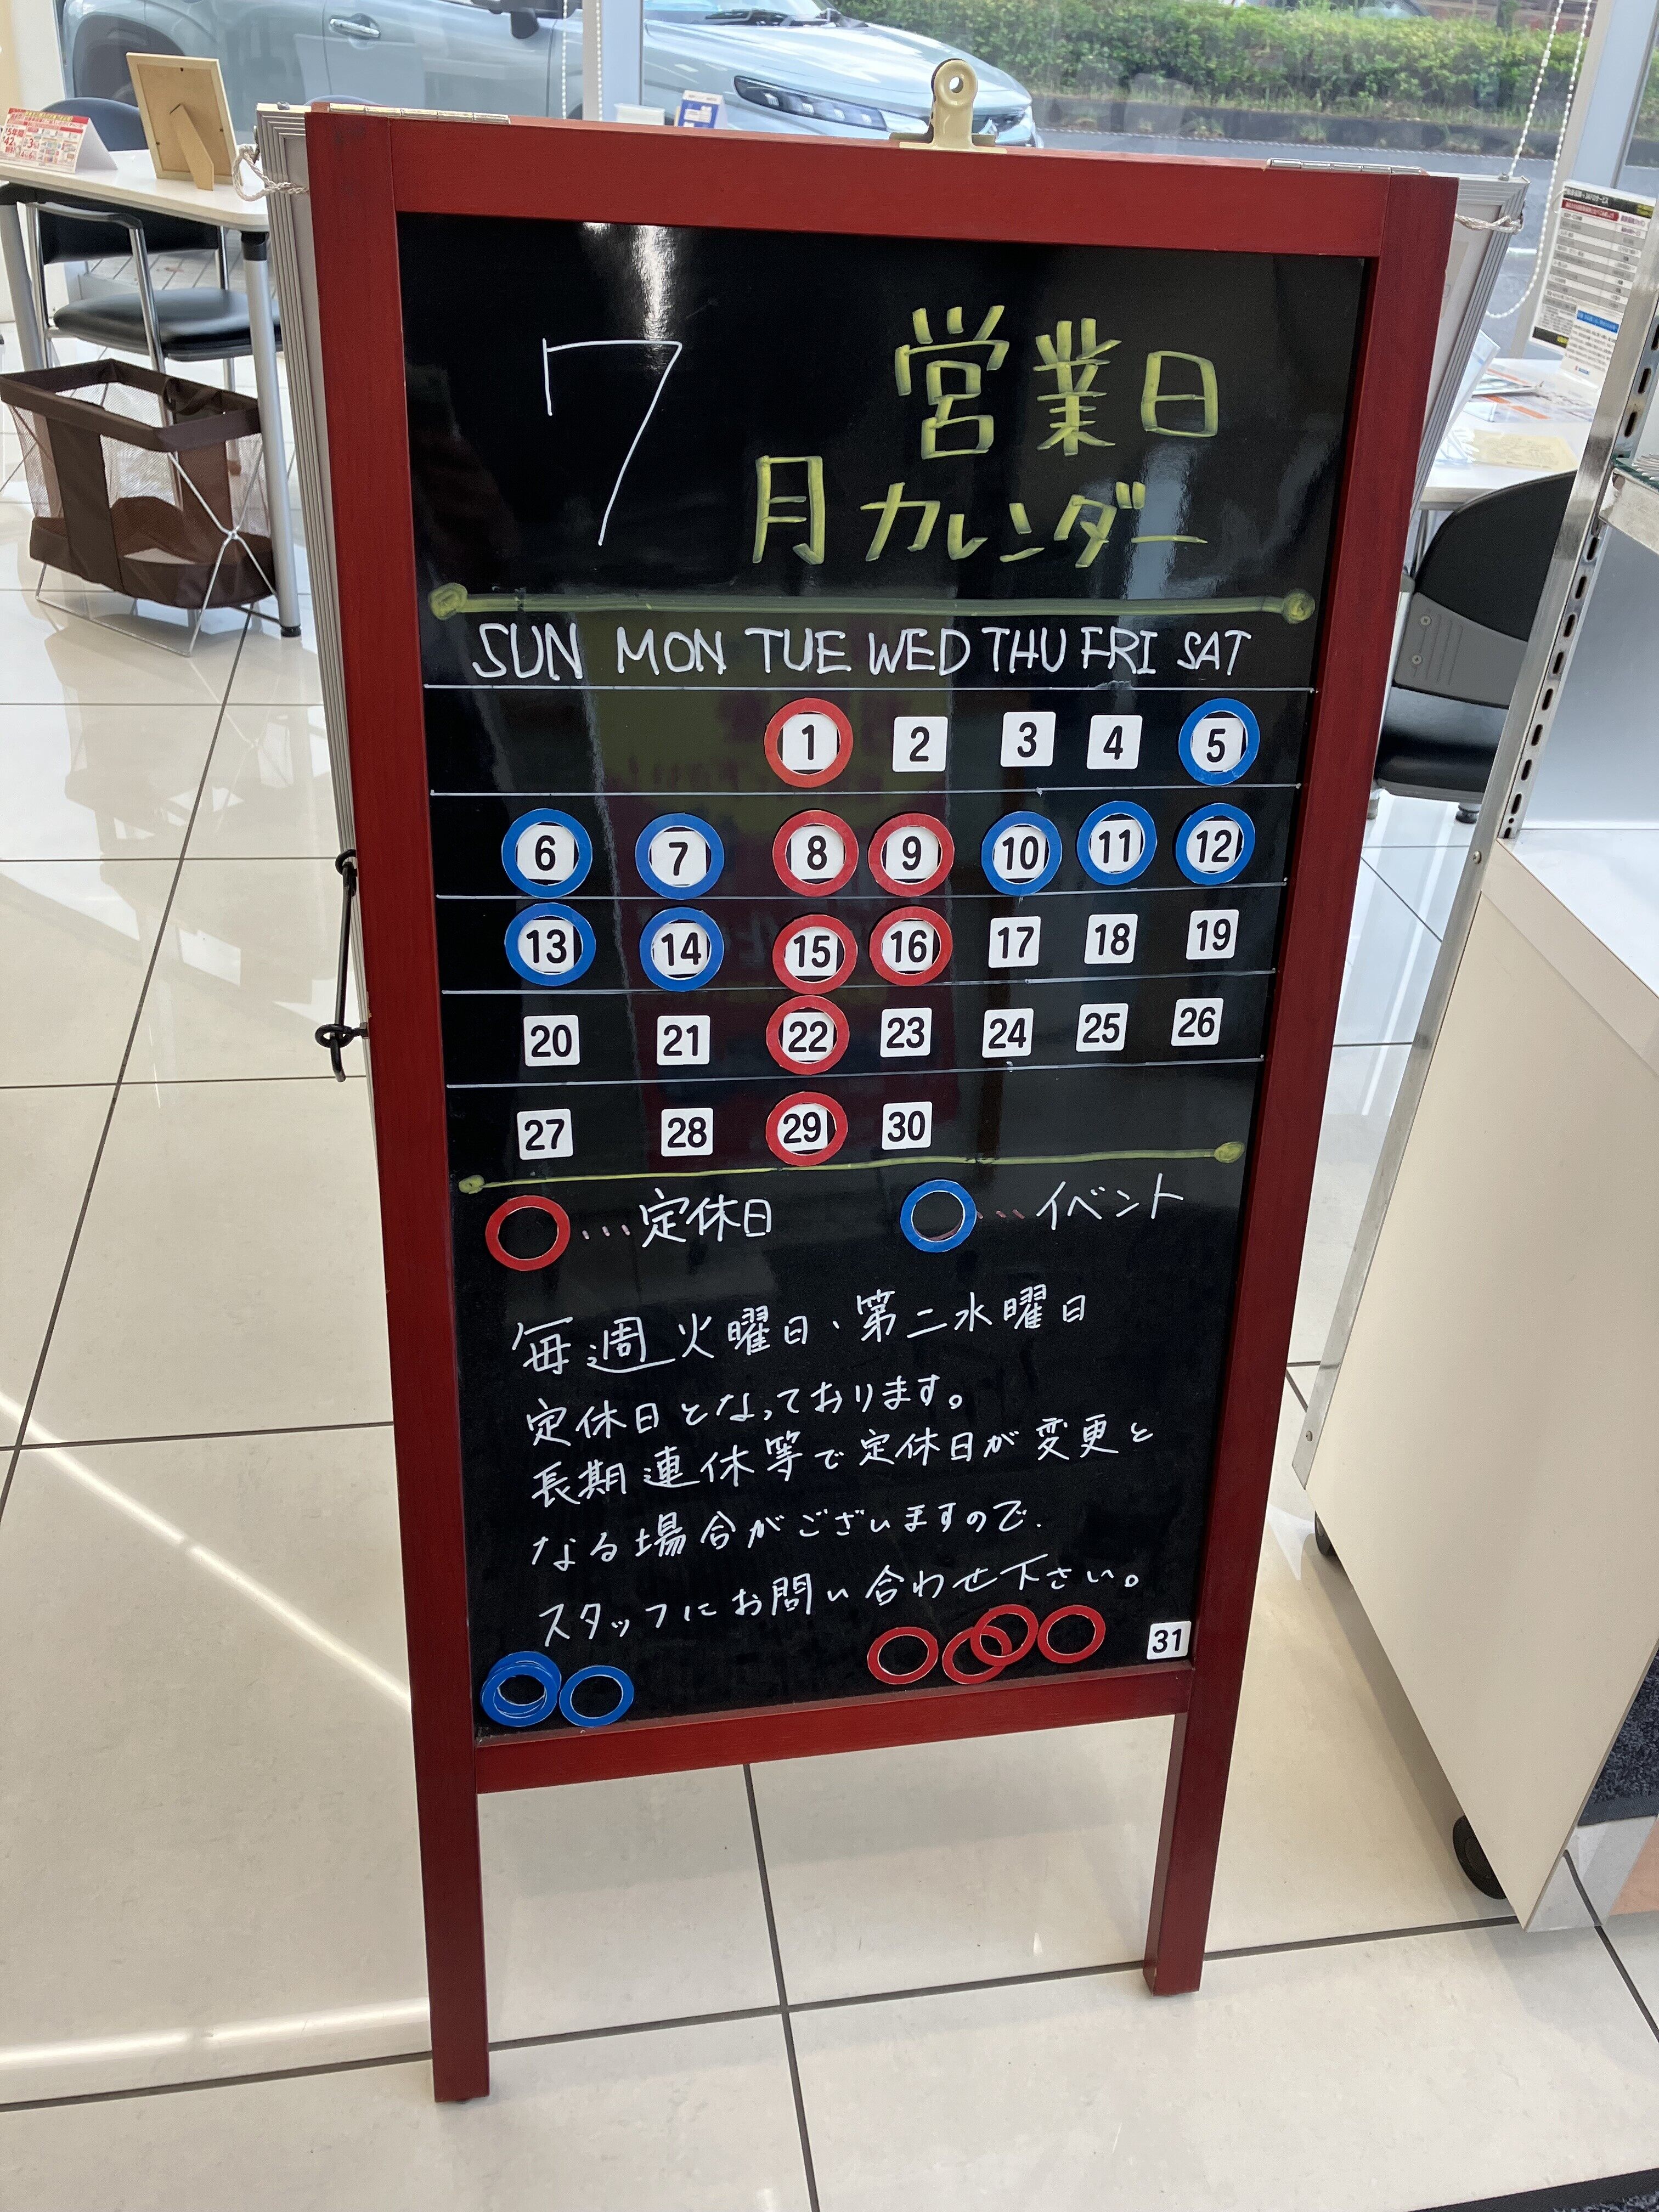 7
営業日
月カレンダー
SUN MON TUE WED THU FRI SAT
1 2 3 4 5
6 7 8 9 10 11 12
13 14 15 16 17 18 19
20 21 22 23 24 25 26
27 28 29 30
…定休日 …イベント
毎週火曜日、第二水曜日
定休日となっております。
長期連休等で定休日が変更と
なる場合がございますので、
スタッフにお問い合わせ下さい。
31